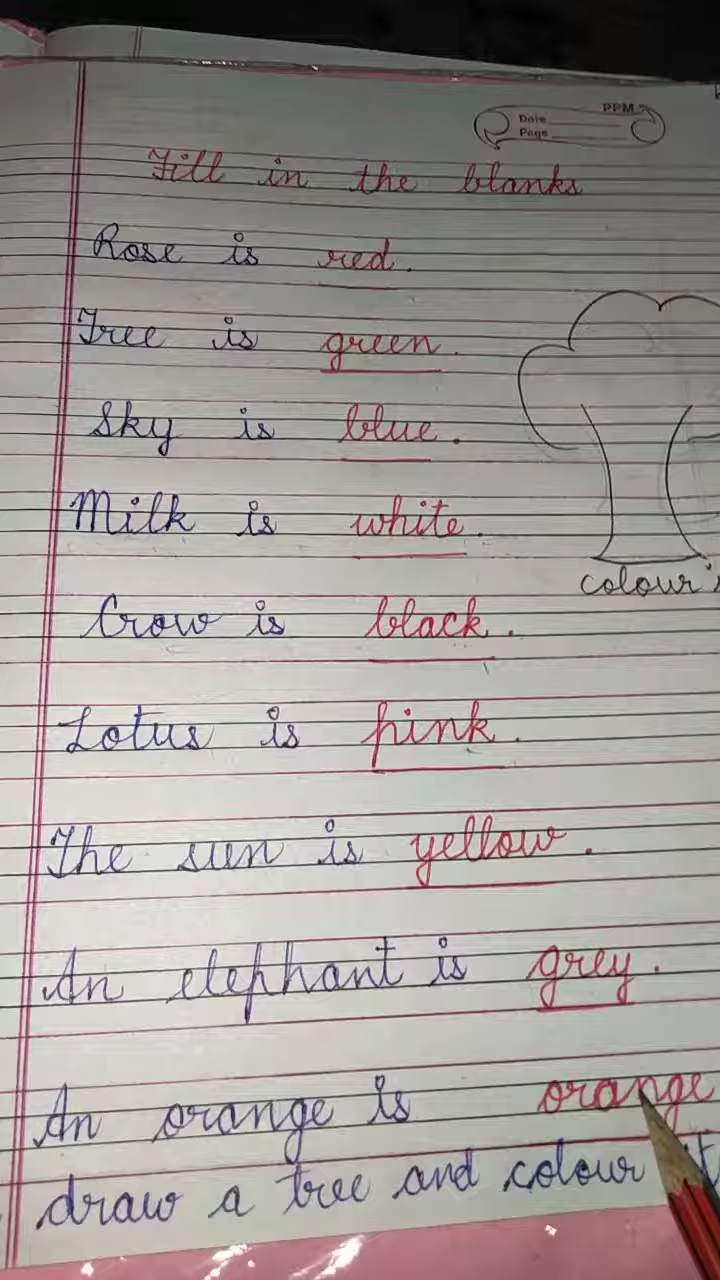 PPM
Date
Page
Fill in the blanks
Rose is red.
Tree is green.
Sky is blue.
Milk is white.
colour
Crow is black.
Lotus is pink.
The sun is yellow.
An elephant is grey.
An orange is orange
draw a tree and colour